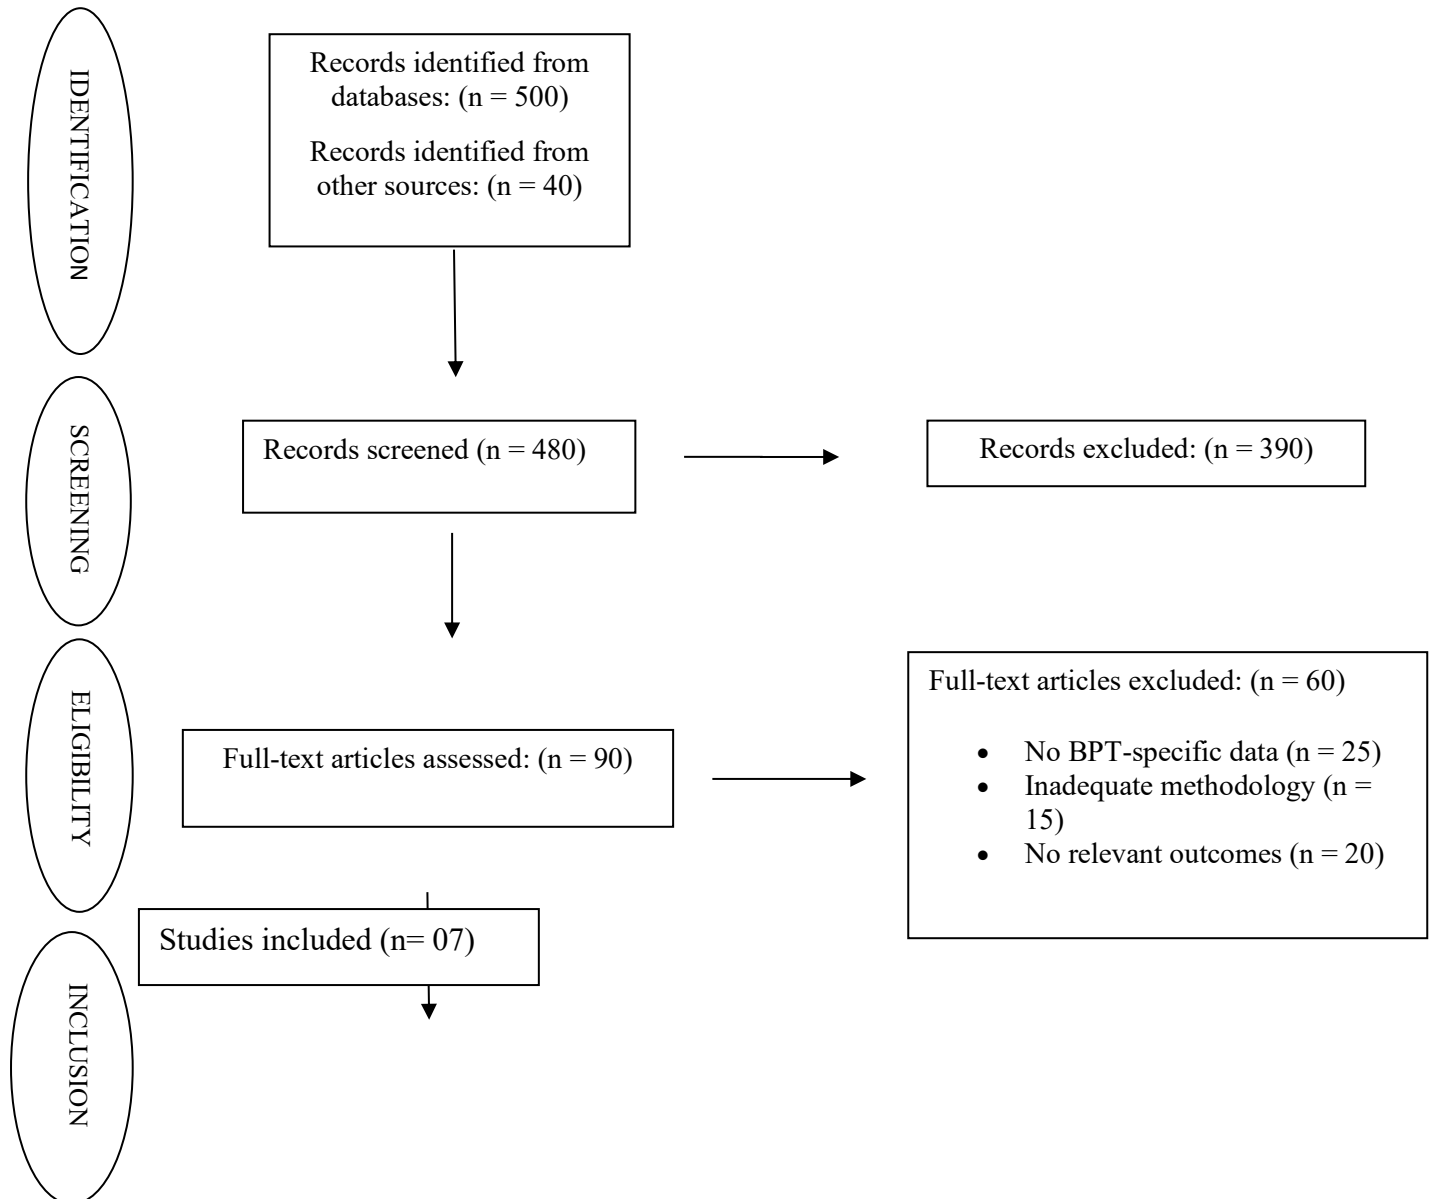 IDENTIFICATION
Records identified from
databases: (n = 500)
Records identified from
other sources: (n = 40)
SCREENING
Records screened (n = 480)
Records excluded: (n = 390)
ELIGIBILITY
Full-text articles assessed: (n = 90)
Full-text articles excluded: (n = 60)
• No BPT-specific data (n = 25)
• Inadequate methodology (n =
15)
• No relevant outcomes (n = 20)
INCLUSION
Studies included (n= 07)